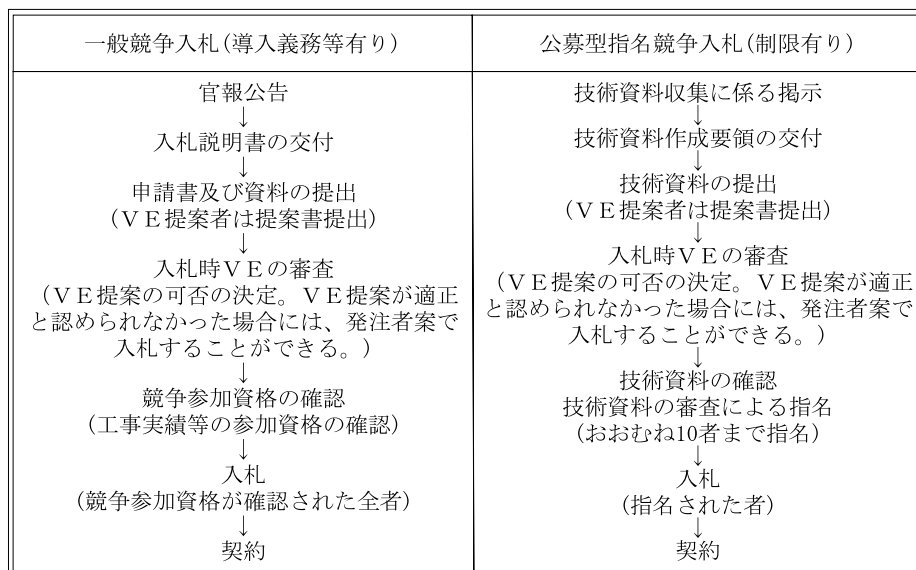 一般競争入札(導入義務等有り)
官報公告
↓
入札説明書の交付
↓
申請書及び資料の提出
(VE提案者は提案書提出)
↓
入札時VEの審査
(VE提案の可否の決定。VE提案が適正
と認められなかった場合には、発注者案で
入札することができる。)
↓
競争参加資格の確認
(工事実績等の参加資格の確認)
↓
入札
(競争参加資格が確認された全者)
↓
契約
公募型指名競争入札(制限有り)
技術資料収集に係る掲示
↓
技術資料作成要領の交付
↓
技術資料の提出
(VE提案者は提案書提出)
↓
入札時VEの審査
(VE提案の可否の決定。VE提案が適正
と認められなかった場合には、発注者案で
入札することができる。)
↓
技術資料の確認
技術資料の審査による指名
(おおむね10者まで指名)
↓
入札
(指名された者)
↓
契約